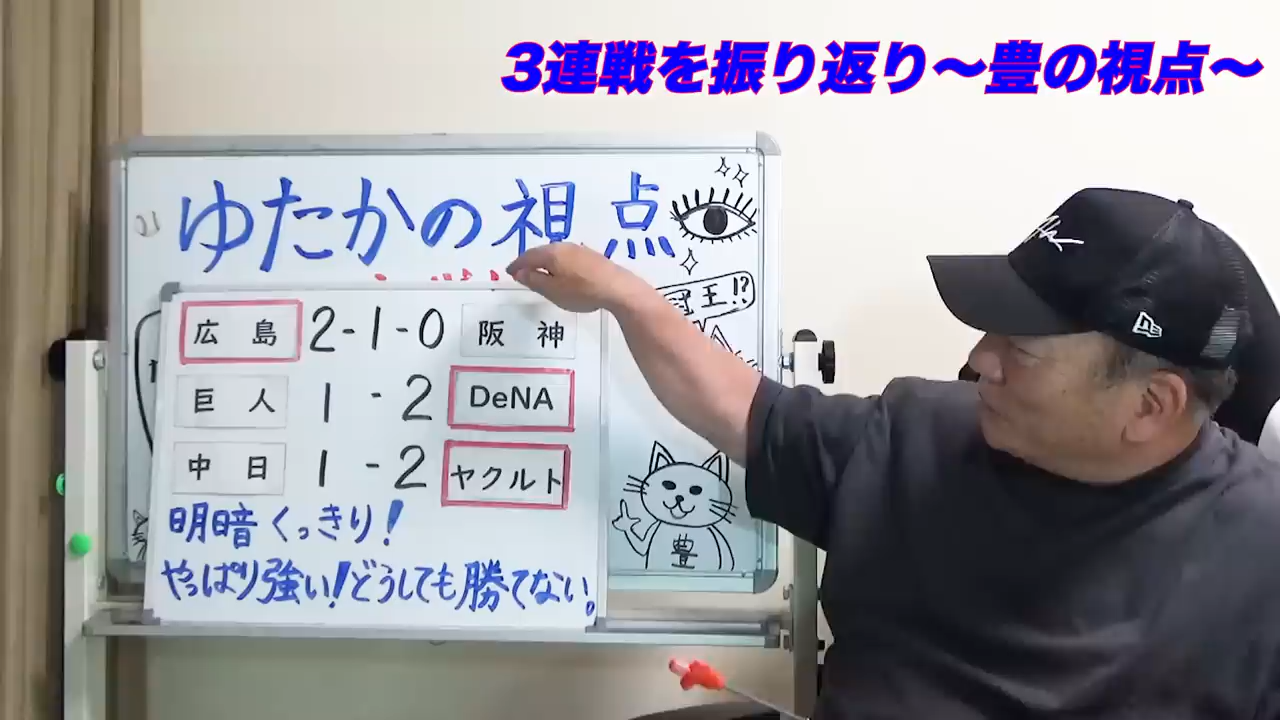 3連戦を振り返り～豊の視点～
ゆたかの視点
冠王!?
広島 2-1-0 阪神
巨人 1-2 DeNA
中日 1-2 ヤクルト
明暗くっきり!
やっぱり強い!どうしても勝てない。
豊